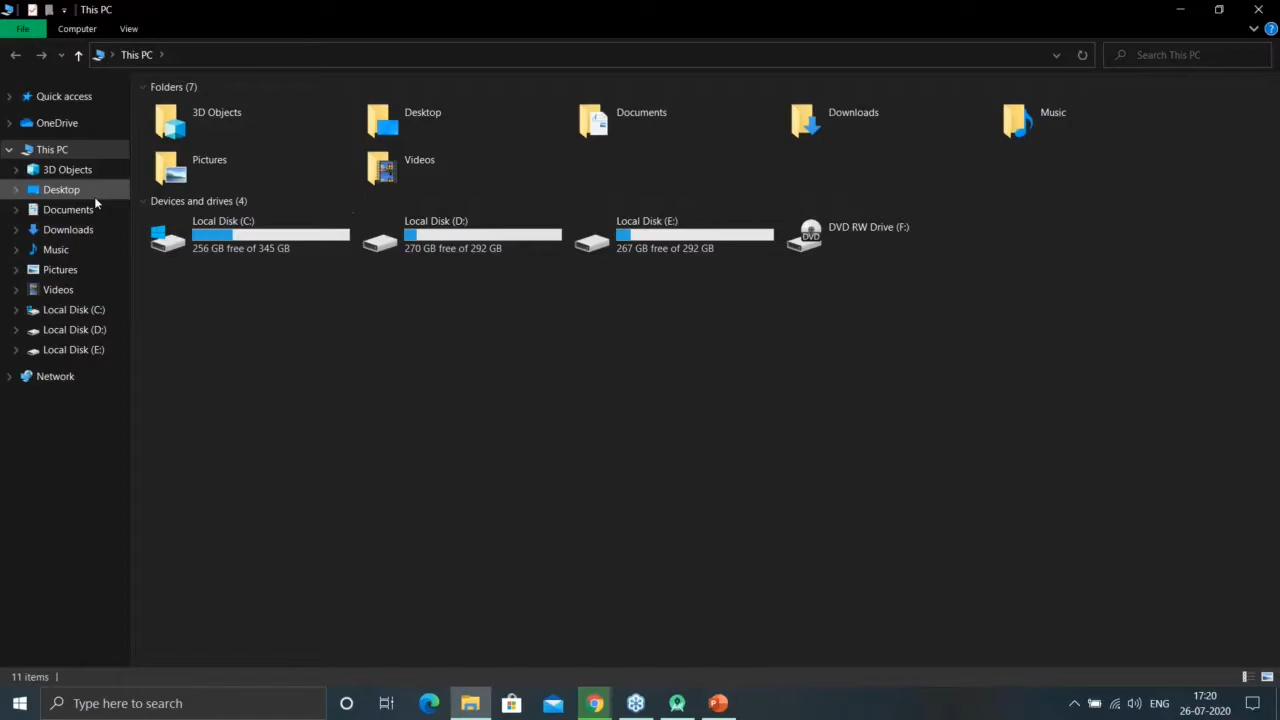 This PC
File Computer View
This PC
Search This PC
Quick access
OneDrive
This PC
3D Objects
Desktop
Documents
Downloads
Music
Pictures
Videos
Local Disk (C:)
Local Disk (D:)
Local Disk (E:)
Network
Folders (7)
3D Objects
Desktop
Documents
Downloads
Music
Pictures
Videos
Devices and drives (4)
Local Disk (C:)
256 GB free of 345 GB
Local Disk (D:)
270 GB free of 292 GB
Local Disk (E:)
267 GB free of 292 GB
DVD RW Drive (F:)
DVD
11 items
Type here to search
ENG
17:20
26-07-2020